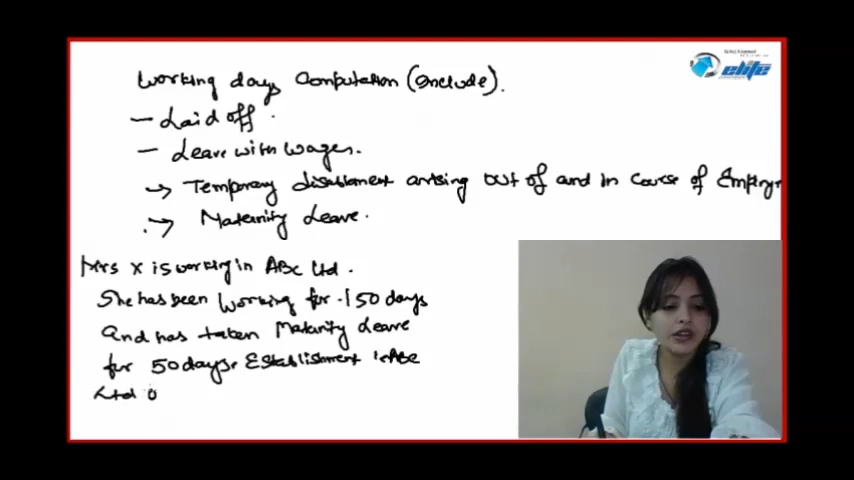 elite
Working days Computation (Include).
- Laid off.
- Leave with wages.
→ Temporary disablement arising out of and in course of Employ
→ Maternity Leave.
Mrs X is working in ABC Ltd.
She has been working for 150 days
and has taken Maternity Leave
for 50 days. Establishment i.e ABC
Ltd o